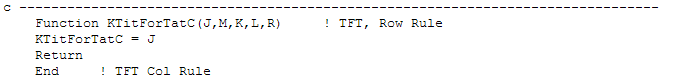 c --------------------------------------------------------------------------------
Function KTitForTatC(J,M,K,L,R) ! TFT, Row Rule
KTitForTatC = J
Return
End ! TFT Col Rule